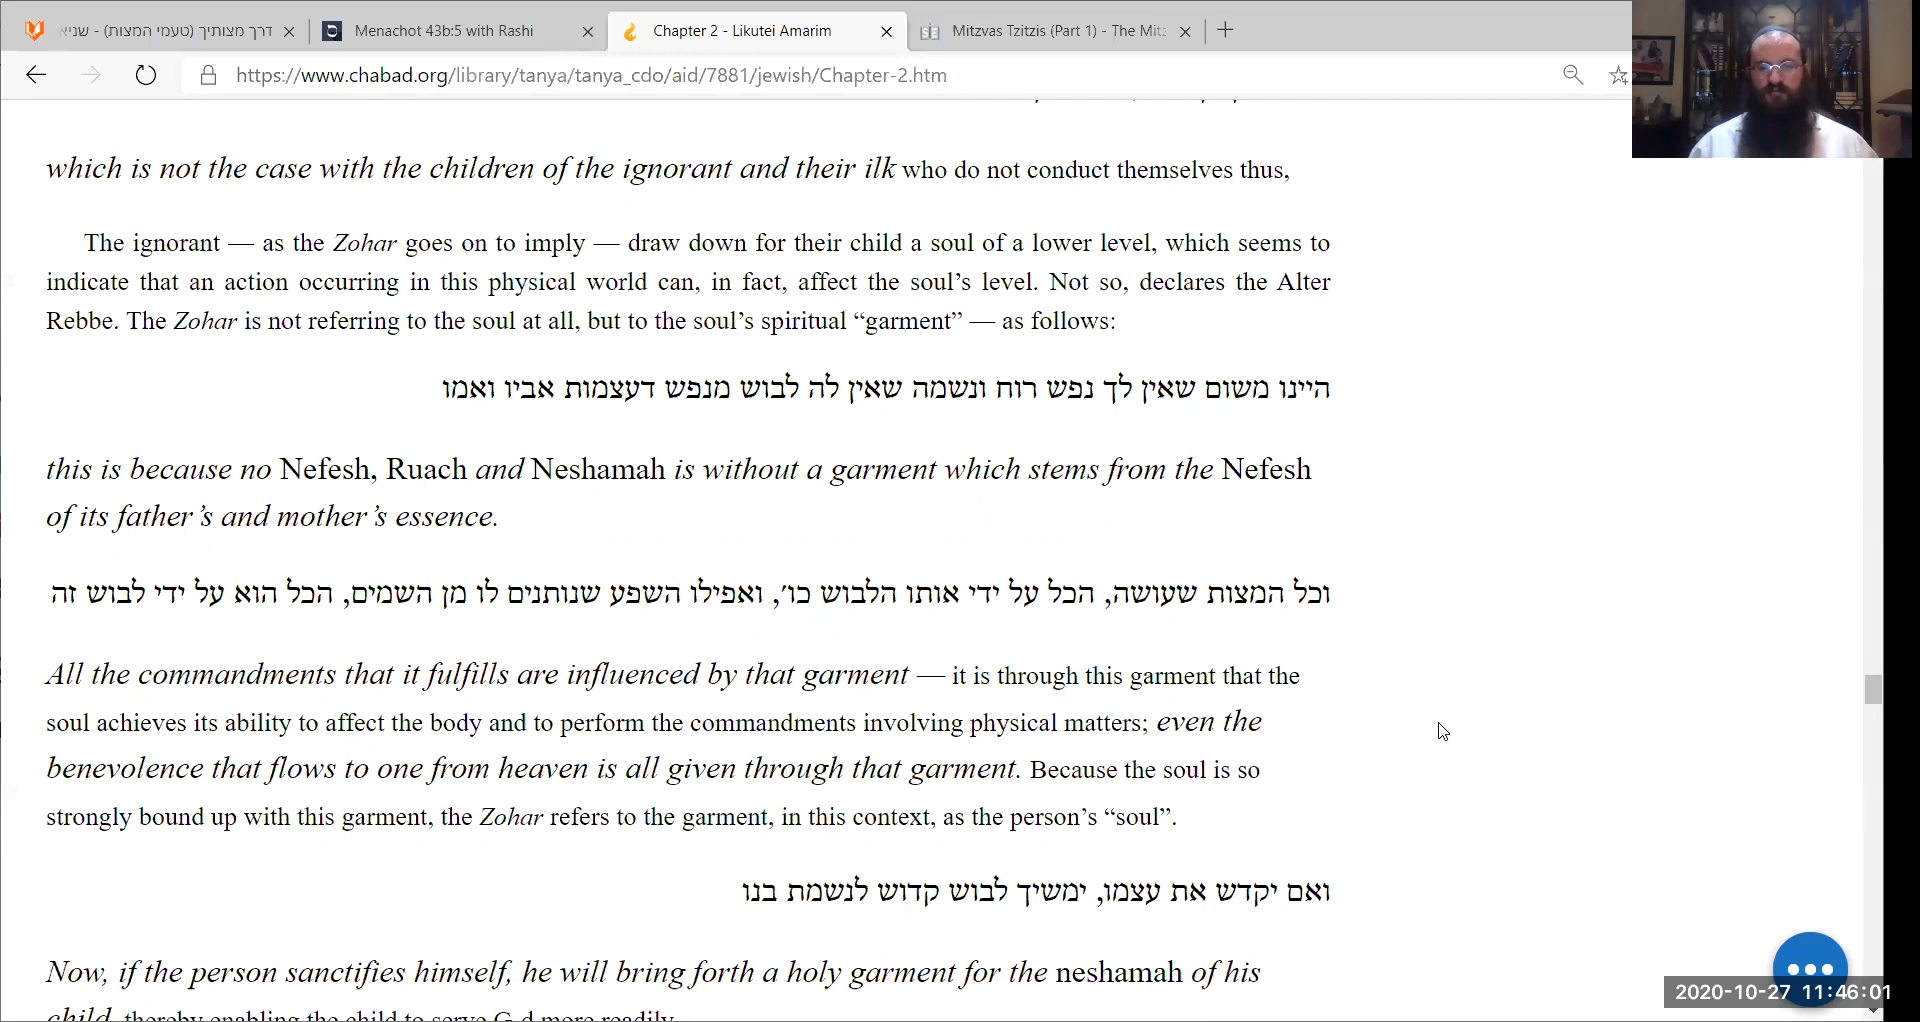 דרך מצותיך (טעמי המצות) - שניא
Menachot 43b:5 with Rashi
Chapter 2 - Likutei Amarim
Mitzvas Tzitzis (Part 1) - The Mitz
https://www.chabad.org/library/tanya/tanya_cdo/aid/7881/jewish/Chapter-2.htm
which is not the case with the children of the ignorant and their ilk who do not conduct themselves thus,
The ignorant — as the Zohar goes on to imply — draw down for their child a soul of a lower level, which seems to
indicate that an action occurring in this physical world can, in fact, affect the soul’s level. Not so, declares the Alter
Rebbe. The Zohar is not referring to the soul at all, but to the soul’s spiritual “garment” — as follows:
היינו משום שאין לך נפש רוח ונשמה שאין לה לבוש מנפש דעצמות אביו ואמו
this is because no Nefesh, Ruach and Neshamah is without a garment which stems from the Nefesh
of its father’s and mother’s essence.
וכל המצות שעושה, הכל על ידי אותו הלבוש כו׳, ואפילו השפע שנותנים לו מן השמים, הכל הוא על ידי לבוש זה
All the commandments that it fulfills are influenced by that garment — it is through this garment that the
soul achieves its ability to affect the body and to perform the commandments involving physical matters; even the
benevolence that flows to one from heaven is all given through that garment. Because the soul is so
strongly bound up with this garment, the Zohar refers to the garment, in this context, as the person’s “soul”.
ואם יקדש את עצמו, ימשיך לבוש קדוש לנשמת בנו
Now, if the person sanctifies himself, he will bring forth a holy garment for the neshamah of his
child, thereby enabling the child to serve G‑d more readily.
2020-10-27 11:46:01